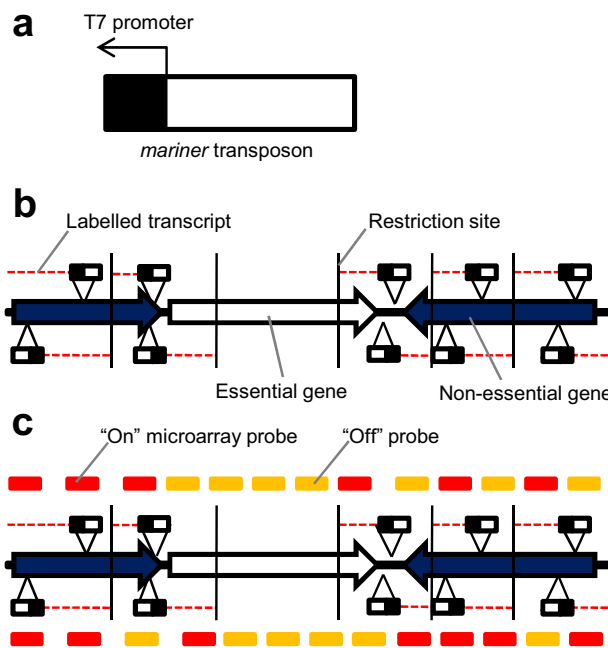 a
T7 promoter
mariner transposon
b
Labelled transcript
Restriction site
Essential gene
Non-essential gene
c
“On” microarray probe
“Off” probe